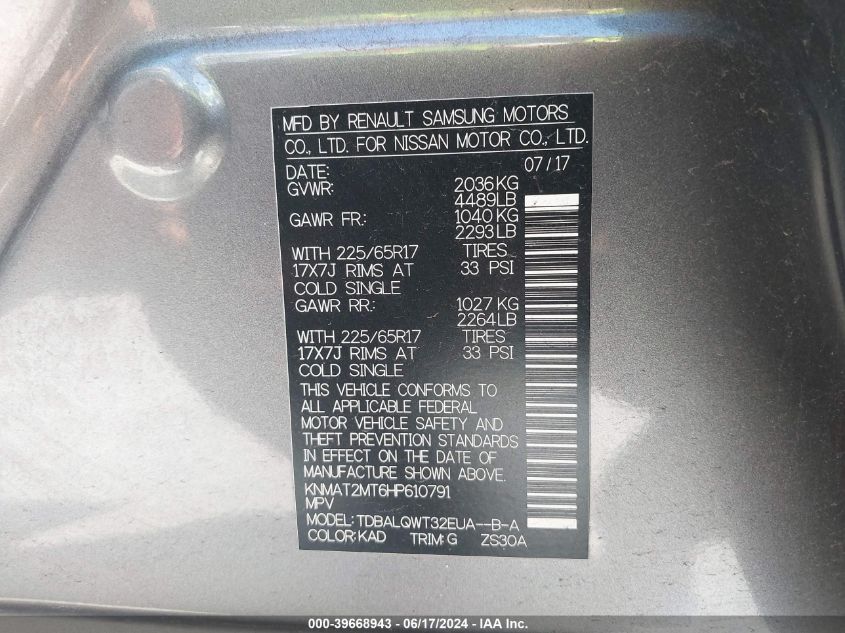 MFD BY RENAULT SAMSUNG MOTORS
CO., LTD. FOR NISSAN MOTOR CO., LTD.
DATE: 07/17
GVWR: 2036KG
4489LB
GAWR FR.: 1040KG
2293LB
WITH 225/65R17 TIRES
17X7J RIMS AT 33 PSI
COLD SINGLE
GAWR RR.: 1027KG
2264LB
WITH 225/65R17 TIRES
17X7J RIMS AT 33 PSI
COLD SINGLE
THIS VEHICLE CONFORMS TO
ALL APPLICABLE FEDERAL
MOTOR VEHICLE SAFETY AND
THEFT PREVENTION STANDARDS
IN EFFECT ON THE DATE OF
MANUFACTURE SHOWN ABOVE.
KNMAT2MT6HP610791
MPV
MODEL:TDBALQWT32EUA--B-A
COLOR:KAD TRIM:G ZS30A
000-39668943 - 06/17/2024 - IAA Inc.